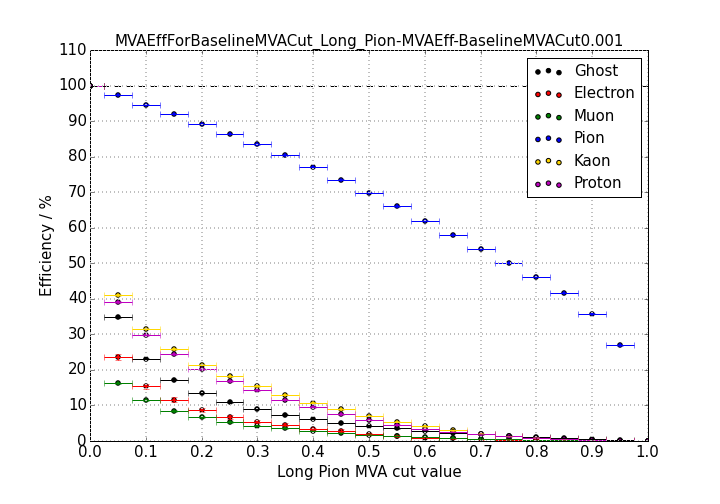 MVAEffForBaselineMVACut_Long_Pion-MVAEff-BaselineMVACut0.001
110
100
90
80
70
60
50
40
30
20
10
0
Efficiency / %
Ghost
Electron
Muon
Pion
Kaon
Proton
0.0 0.1 0.2 0.3 0.4 0.5 0.6 0.7 0.8 0.9 1.0
Long Pion MVA cut value